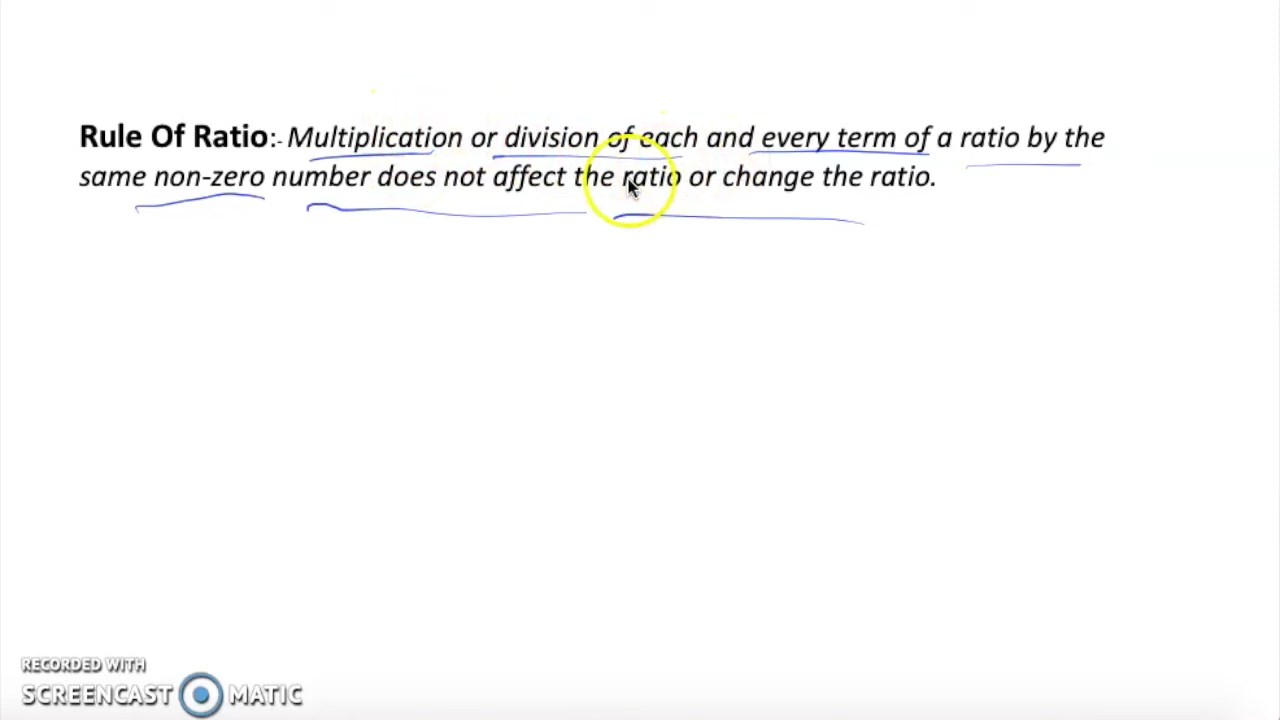 Rule Of Ratio:- Multiplication or division of each and every term of a ratio by the
same non-zero number does not affect the ratio or change the ratio.
RECORDED WITH
SCREENCAST MATIC